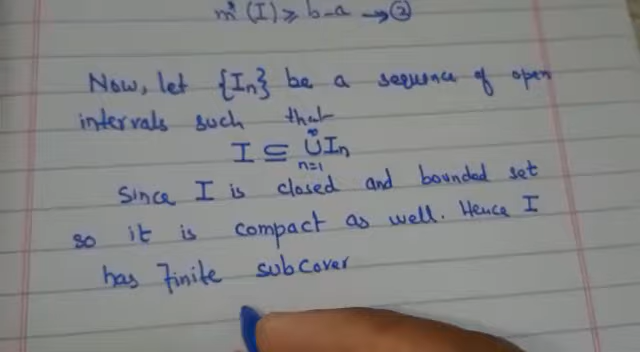 m*(I) ≥ b-a → ②
Now, let {In} be a sequence of open
intervals such that
I ⊆ ∞∪n=1 In
Since I is closed and bounded set
so it is compact as well. Hence I
has finite subcover